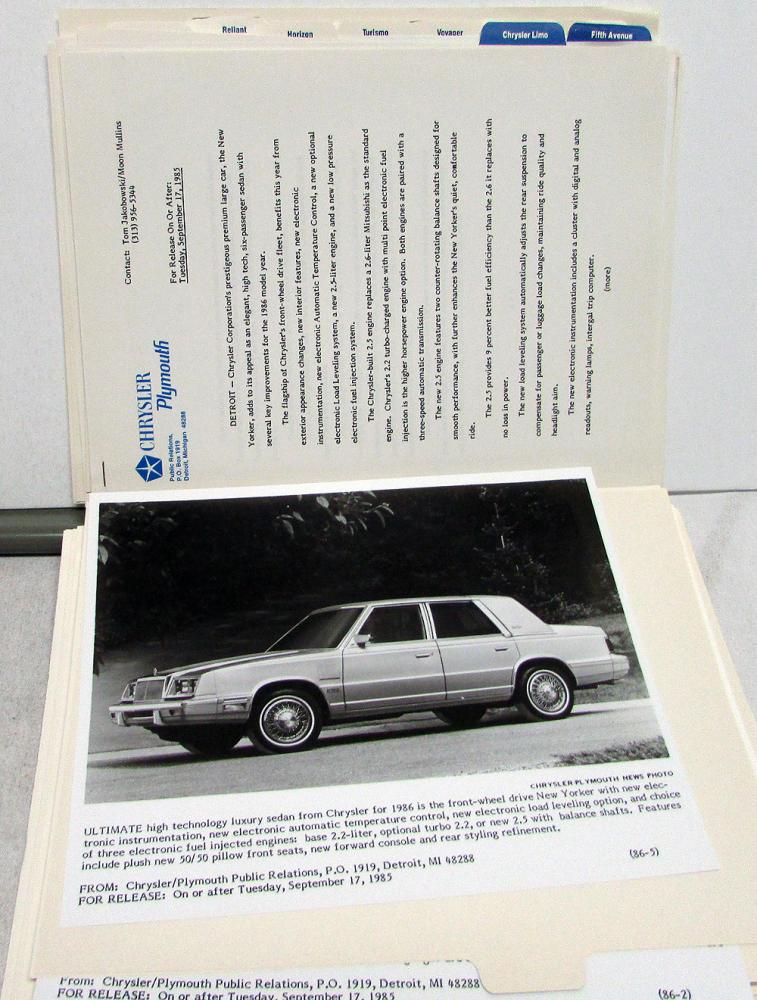 Reliant
Horizon
Turismo
Voyager
Chrysler Limo
Fifth Avenue
CHRYSLER
Plymouth
Public Relations
P.O. Box 1919
Detroit, Michigan 48288
Contact: Tom Jakobowski/Moon Mullins
(313) 956-5344
For Release On Or After:
Tuesday, September 17, 1985
DETROIT — Chrysler Corporation's prestigeous premium large car, the New
Yorker, adds to its appeal as an elegant, high tech, six-passenger sedan with
several key improvements for the 1986 model year.
The flagship of Chrysler's front-wheel drive fleet, benefits this year from
exterior appearance changes, new interior features, new electronic
instrumentation, new electronic Automatic Temperature Control, a new optional
electronic Load Leveling system, a new 2.5-liter engine, and a new low pressure
electronic fuel injection system.
The Chrysler-built 2.5 engine replaces a 2.6-liter Mitsubishi as the standard
engine. Chrysler's 2.2 turbo-charged engine with multi point electronic fuel
injection is the higher horsepower engine option. Both engines are paired with a
three-speed automatic transmission.
The new 2.5 engine features two counter-rotating balance shafts designed for
smooth performance, with further enhances the New Yorker's quiet, comfortable
ride.
The 2.5 provides 9 percent better fuel efficiency than the 2.6 it replaces with
no loss in power.
The new load leveling system automatically adjusts the rear suspension to
compensate for passenger or luggage load changes, maintaining ride quality and
headlight aim.
The new electronic instrumentation includes a cluster with digital and analog
readouts, warning lamps, intergal trip computer.
(more)
CHRYSLER-PLYMOUTH NEWS PHOTO
ULTIMATE high technology luxury sedan from Chrysler for 1986 is the front-wheel drive New Yorker with new elec-
tronic instrumentation, new electronic automatic temperature control, new electronic load leveling option, and choice
of three electronic fuel injected engines: base 2.2-liter, optional turbo 2.2, or new 2.5 with balance shafts. Features
include plush new 50/50 pillow front seats, new forward console and rear styling refinement.
(86-5)
FROM: Chrysler/Plymouth Public Relations, P.O. 1919, Detroit, MI 48288
FOR RELEASE: On or after Tuesday, September 17, 1985
From: Chrysler/Plymouth Public Relations, P.O. 1919, Detroit, MI 48288
FOR RELEASE: On or after Tuesday, September 17, 1985
(86-2)